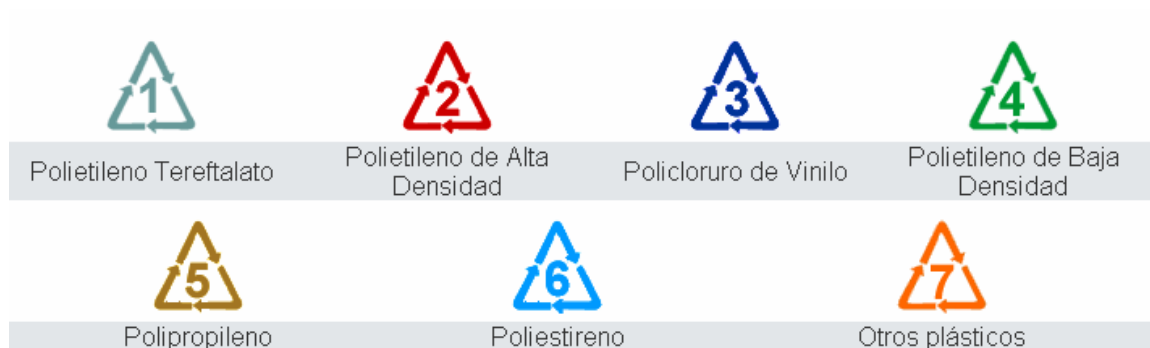 1 2 3 4
Polietileno Tereftalato Polietileno de Alta Densidad Policloruro de Vinilo Polietileno de Baja Densidad
5 6 7
Polipropileno Poliestireno Otros plásticos